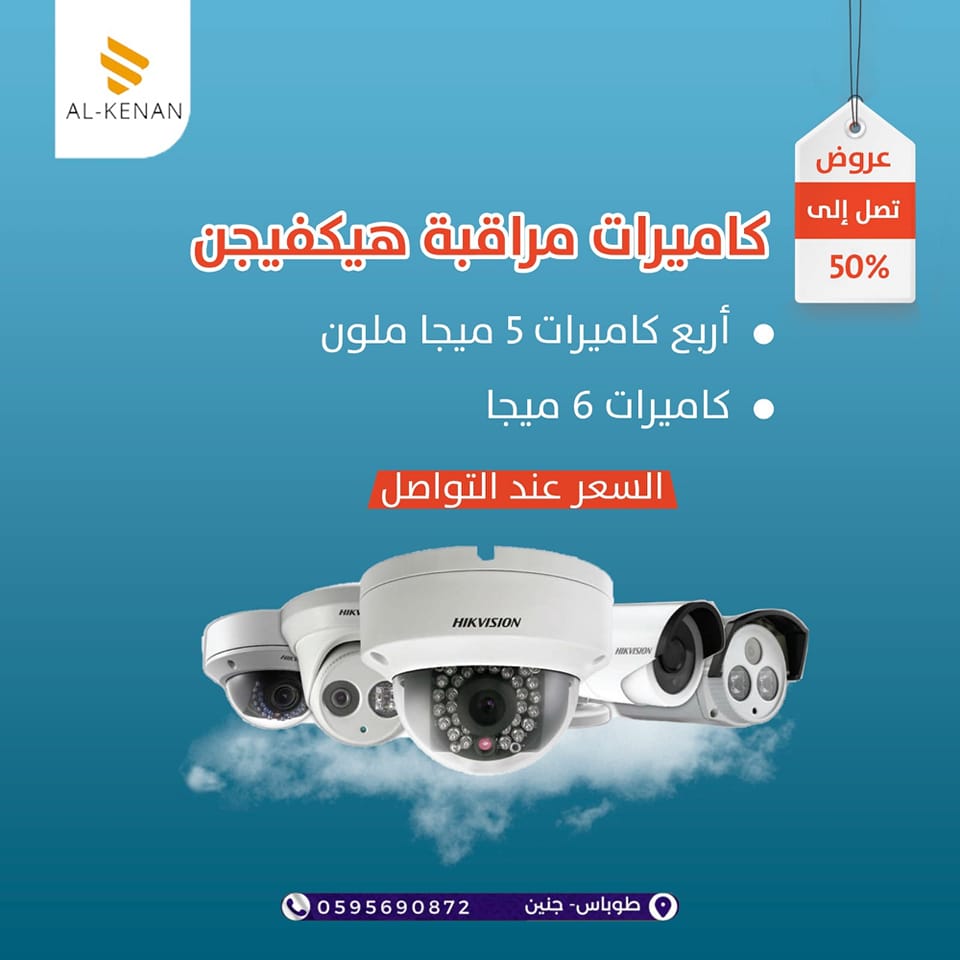 AL-KENAN
عروض
تصل إلى
50%
كاميرات مراقبة هيكفيجن
أربع كاميرات 5 ميجا ملون
كاميرات 6 ميجا
السعر عند التواصل
HIKVISION
HIKV
HIKVISION
طوباس- جنين
0595690872